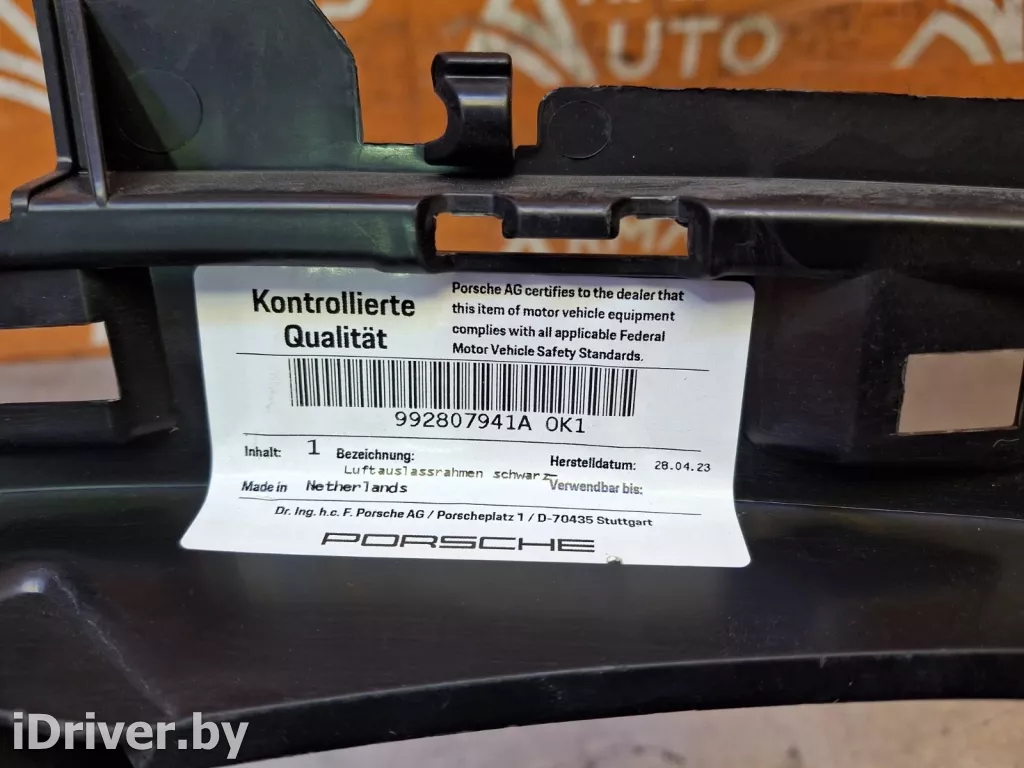 UTO
Kontrollierte
Qualität
Porsche AG certifies to the dealer that
this item of motor vehicle equipment
complies with all applicable Federal
Motor Vehicle Safety Standards.
992807941A 0K1
Inhalt: 1 Bezeichnung: Herstelldatum: 28.04.23
Luftauslassrahmen schwarz Verwendbar bis:
Made in Netherlands
Dr. Ing. h.c. F. Porsche AG / Porscheplatz 1 / D-70435 Stuttgart
PORSCHE
iDriver.by